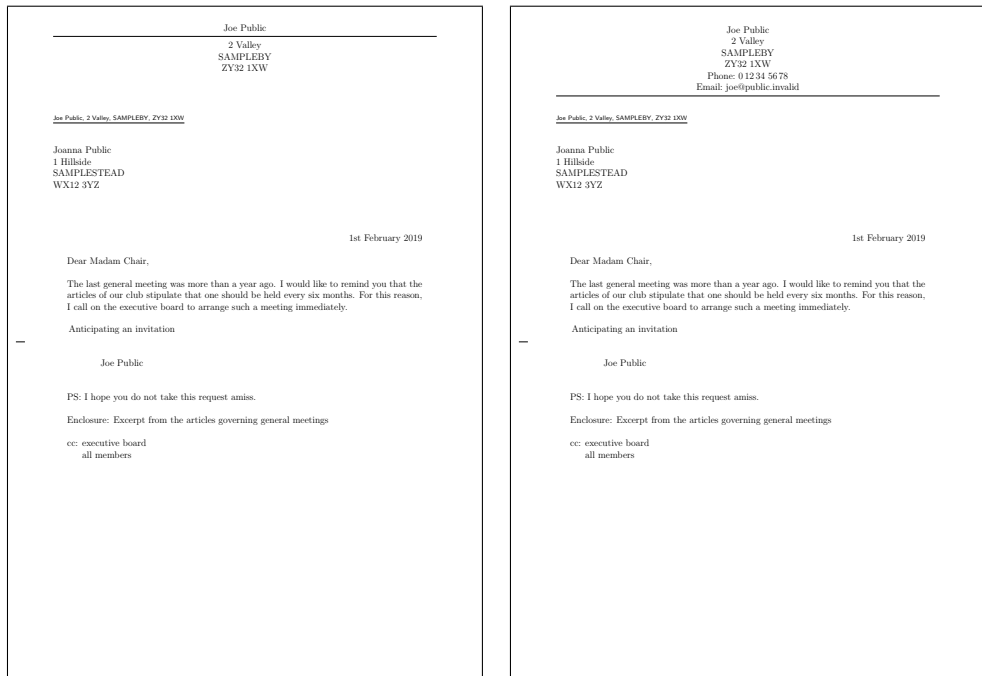 Joe Public
2 Valley
SAMPLEBY
ZY32 1XW
Joe Public, 2 Valley, SAMPLEBY, ZY32 1XW
Joanna Public
1 Hillside
SAMPLESTEAD
WX12 3YZ
1st February 2019
Dear Madam Chair,
The last general meeting was more than a year ago. I would like to remind you that the
articles of our club stipulate that one should be held every six months. For this reason,
I call on the executive board to arrange such a meeting immediately.
Anticipating an invitation
Joe Public
PS: I hope you do not take this request amiss.
Enclosure: Excerpt from the articles governing general meetings
cc: executive board
all members
Joe Public
2 Valley
SAMPLEBY
ZY32 1XW
Phone: 0 12 34 56 78
Email: joe@public.invalid
Joe Public, 2 Valley, SAMPLEBY, ZY32 1XW
Joanna Public
1 Hillside
SAMPLESTEAD
WX12 3YZ
1st February 2019
Dear Madam Chair,
The last general meeting was more than a year ago. I would like to remind you that the
articles of our club stipulate that one should be held every six months. For this reason,
I call on the executive board to arrange such a meeting immediately.
Anticipating an invitation
Joe Public
PS: I hope you do not take this request amiss.
Enclosure: Excerpt from the articles governing general meetings
cc: executive board
all members